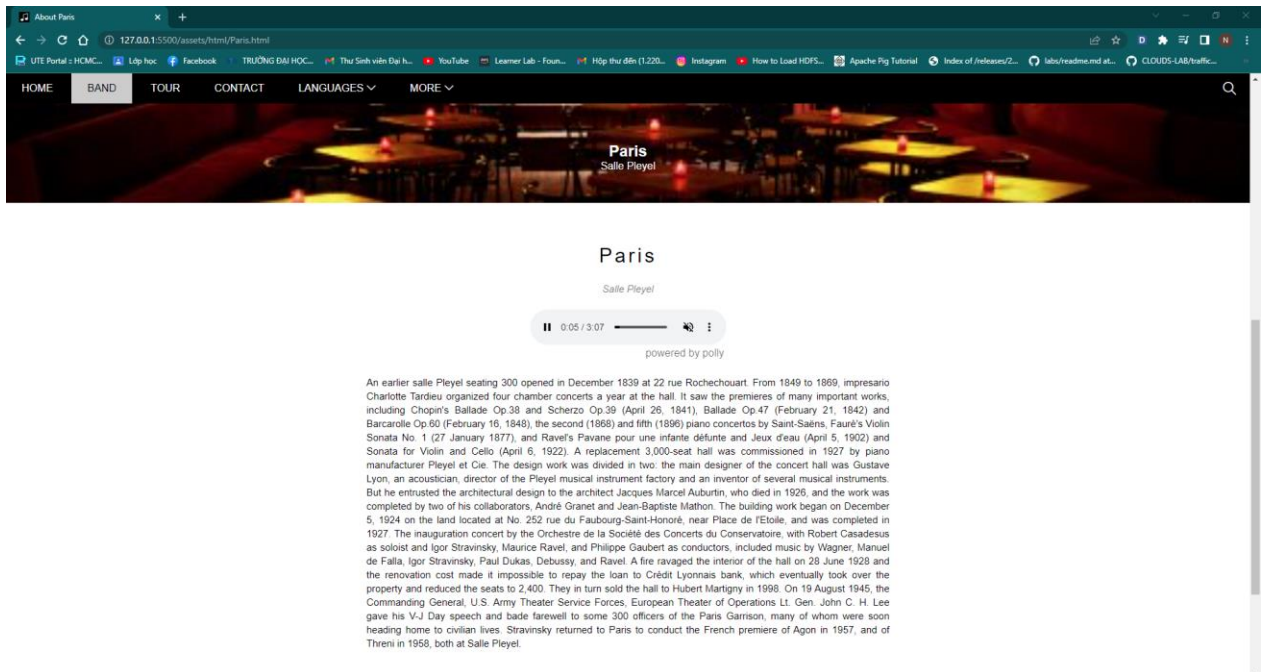 About Paris
127.0.0.1:5500/assets/html/Paris.html
UTE Portal :: HCMC... Lớp học Facebook TRƯỜNG ĐẠI HỌC... Thư Sinh viên Đại h... YouTube Learner Lab - Foun... Hộp thư đến (1.220... Instagram How to Load HDFS... Apache Pig Tutorial Index of /releases/2... labs/readme.md at... CLOUDS-LAB/traffic...
HOME BAND TOUR CONTACT LANGUAGES MORE
Paris
Salle Pleyel
Paris
Salle Pleyel
0:05 / 3:07
powered by polly
An earlier salle Pleyel seating 300 opened in December 1839 at 22 rue Rochechouart. From 1849 to 1869, impresario
Charlotte Tardieu organized four chamber concerts a year at the hall. It saw the premieres of many important works,
including Chopin's Ballade Op.38 and Scherzo Op.39 (April 26, 1841), Ballade Op.47 (February 21, 1842) and
Barcarolle Op.60 (February 16, 1848), the second (1868) and fifth (1896) piano concertos by Saint-Saëns, Fauré's Violin
Sonata No. 1 (27 January 1877), and Ravel's Pavane pour une infante défunte and Jeux d'eau (April 5, 1902) and
Sonata for Violin and Cello (April 6, 1922). A replacement 3,000-seat hall was commissioned in 1927 by piano
manufacturer Pleyel et Cie. The design work was divided in two: the main designer of the concert hall was Gustave
Lyon, an acoustician, director of the Pleyel musical instrument factory and an inventor of several musical instruments.
But he entrusted the architectural design to the architect Jacques Marcel Auburtin, who died in 1926, and the work was
completed by two of his collaborators, André Granet and Jean-Baptiste Mathon. The building work began on December
5, 1924 on the land located at No. 252 rue du Faubourg-Saint-Honoré, near Place de l'Etoile, and was completed in
1927. The inauguration concert by the Orchestre de la Société des Concerts du Conservatoire, with Robert Casadesus
as soloist and Igor Stravinsky, Maurice Ravel, and Philippe Gaubert as conductors, included music by Wagner, Manuel
de Falla, Igor Stravinsky, Paul Dukas, Debussy, and Ravel. A fire ravaged the interior of the hall on 28 June 1928 and
the renovation cost made it impossible to repay the loan to Crédit Lyonnais bank, which eventually took over the
property and reduced the seats to 2,400. They in turn sold the hall to Hubert Martigny in 1998. On 19 August 1945, the
Commanding General, U.S. Army Theater Service Forces, European Theater of Operations Lt. Gen. John C. H. Lee
gave his V-J Day speech and bade farewell to some 300 officers of the Paris Garrison, many of whom were soon
heading home to civilian lives. Stravinsky returned to Paris to conduct the French premiere of Agon in 1957, and of
Threni in 1958, both at Salle Pleyel.